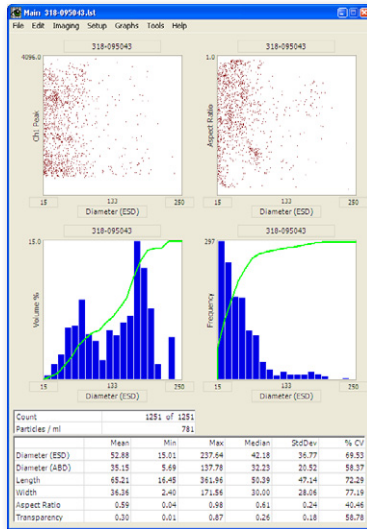 Main 318-095043.lst
File Edit Imaging Setup Graphs Tools Help
318-095043 318-095043
4096.0 1.0
Ch1 Peak Aspect Ratio
15 133 250 15 133 250
Diameter (ESD) Diameter (ESD)
318-095043 318-095043
15.0 297
Volume % Frequency
15 133 250 15 133 250
Diameter (ESD) Diameter (ESD)
Count 1251 of 1251
Particles / ml 781
Mean Min Max Median StdDev % CV
Diameter (ESD) 52.88 15.01 237.64 42.18 36.77 69.53
Diameter (ABD) 35.15 5.69 137.78 32.23 20.52 58.37
Length 65.21 16.45 361.96 50.39 47.14 72.29
Width 36.36 2.40 171.56 30.00 28.06 77.19
Aspect Ratio 0.59 0.04 0.98 0.61 0.24 40.46
Transparency 0.30 0.01 0.87 0.26 0.18 58.78